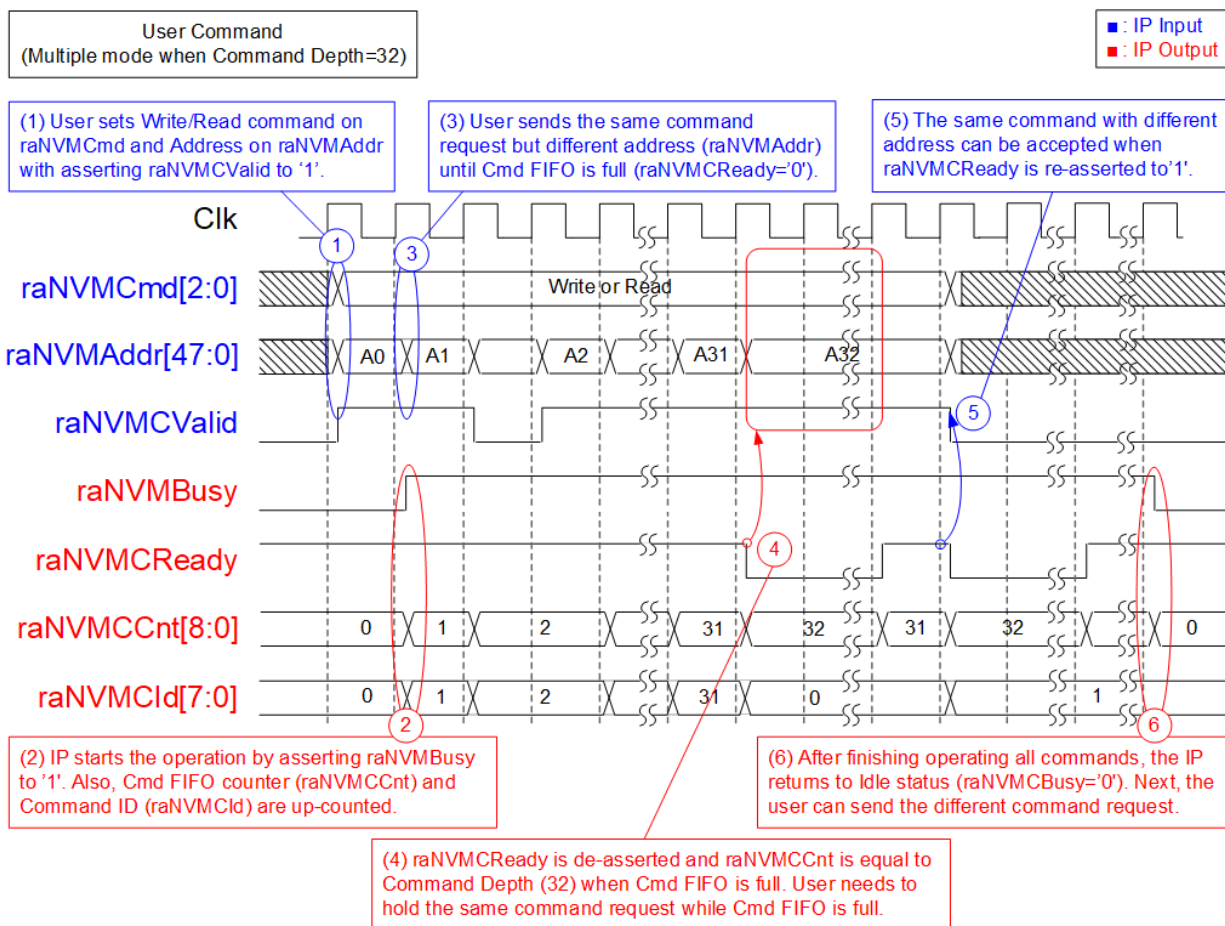 User Command
(Multiple mode when Command Depth=32)
■: IP Input
■: IP Output
(1) User sets Write/Read command on
raNVMCmd and Address on raNVMAddr
with asserting raNVMCValid to ‘1’.
(3) User sends the same command
request but different address (raNVMAddr)
until Cmd FIFO is full (raNVMCReady=’0’).
(5) The same command with different
address can be accepted when
raNVMCReady is re-asserted to’1’.
Clk
1
3
raNVMCmd[2:0]
Write or Read
raNVMAddr[47:0]
A0
A1
A2
A31
A32
raNVMCValid
5
raNVMBusy
raNVMCReady
4
raNVMCCnt[8:0]
0
1
2
31
32
31
32
0
raNVMCId[7:0]
0
1
2
31
0
1
2
6
(2) IP starts the operation by asserting raNVMBusy
to ’1’. Also, Cmd FIFO counter (raNVMCCnt) and
Command ID (raNVMCId) are up-counted.
(6) After finishing operating all commands, the IP
returns to Idle status (raNVMCBusy=’0’). Next, the
user can send the different command request.
(4) raNVMCReady is de-asserted and raNVMCCnt is equal to
Command Depth (32) when Cmd FIFO is full. User needs to
hold the same command request while Cmd FIFO is full.